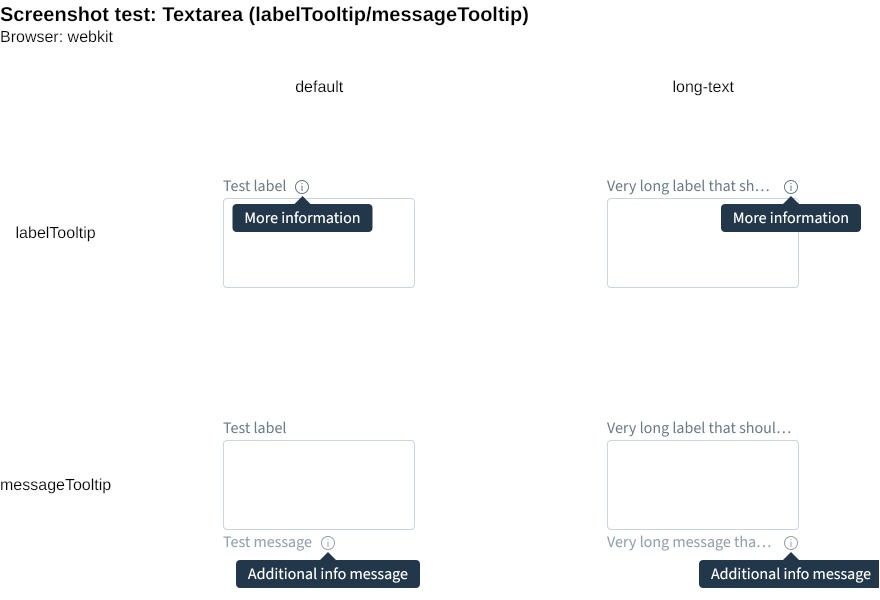 Screenshot test: Textarea (labelTooltip/messageTooltip)
Browser: webkit
default long-text
Test label Very long label that sh…
labelTooltip More information More information
Test label Very long label that shoul…
messageTooltip
Test message Very long message tha…
Additional info message Additional info message